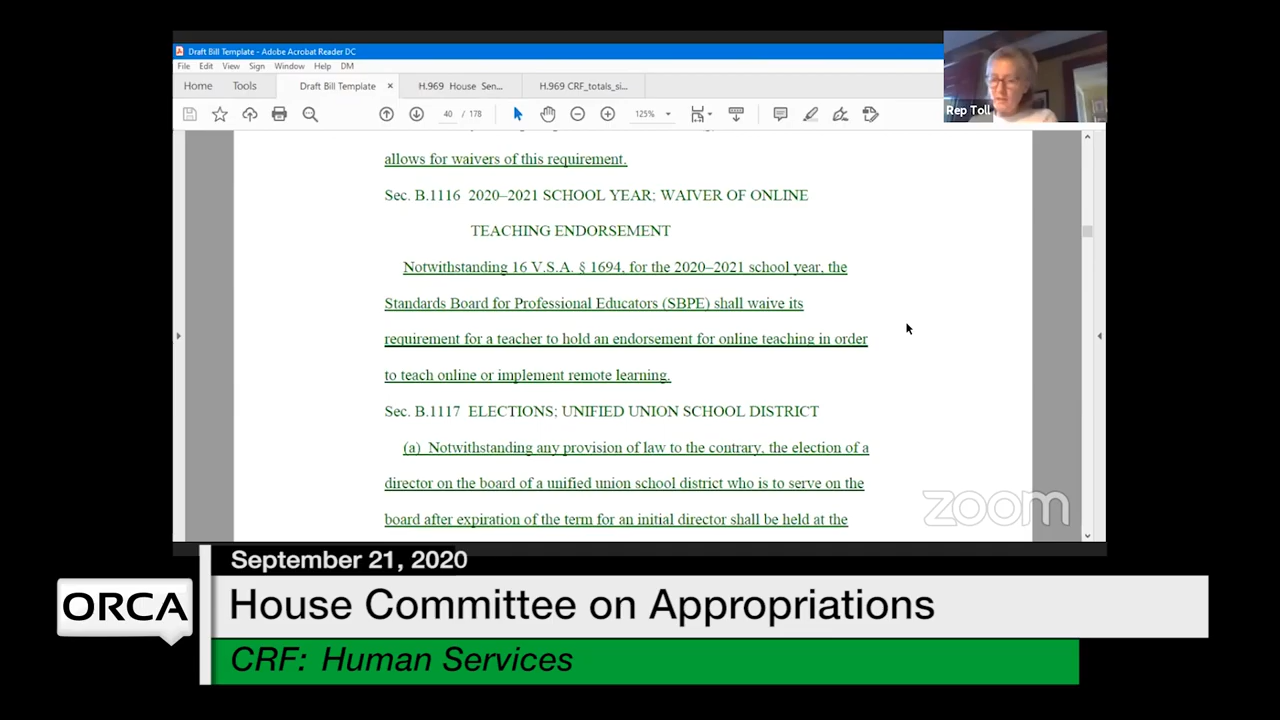 Draft Bill Template - Adobe Acrobat Reader DC
File Edit View Sign Window Help DM
Home Tools Draft Bill Template × H.969 House Sen... H.969 CRF_totals_si...
40 / 178 125%
Rep Toll
allows for waivers of this requirement.
Sec. B.1116 2020–2021 SCHOOL YEAR; WAIVER OF ONLINE
TEACHING ENDORSEMENT
Notwithstanding 16 V.S.A. § 1694, for the 2020–2021 school year, the
Standards Board for Professional Educators (SBPE) shall waive its
requirement for a teacher to hold an endorsement for online teaching in order
to teach online or implement remote learning.
Sec. B.1117 ELECTIONS; UNIFIED UNION SCHOOL DISTRICT
(a) Notwithstanding any provision of law to the contrary, the election of a
director on the board of a unified union school district who is to serve on the
board after expiration of the term for an initial director shall be held at the
zoom
September 21, 2020
ORCA
House Committee on Appropriations
CRF: Human Services